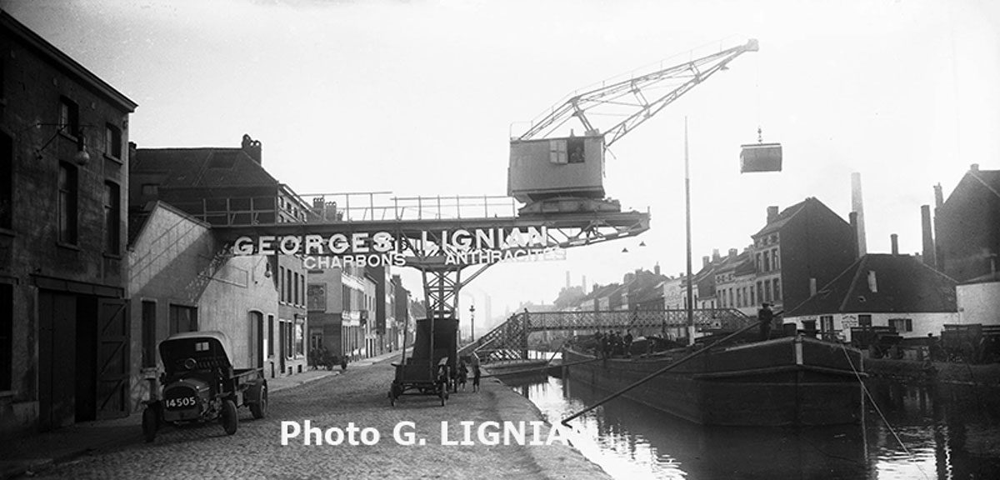 GEORGES LIGNIAN
CHARBONS ANTHRACITES
14505
Photo G. LIGNIAN